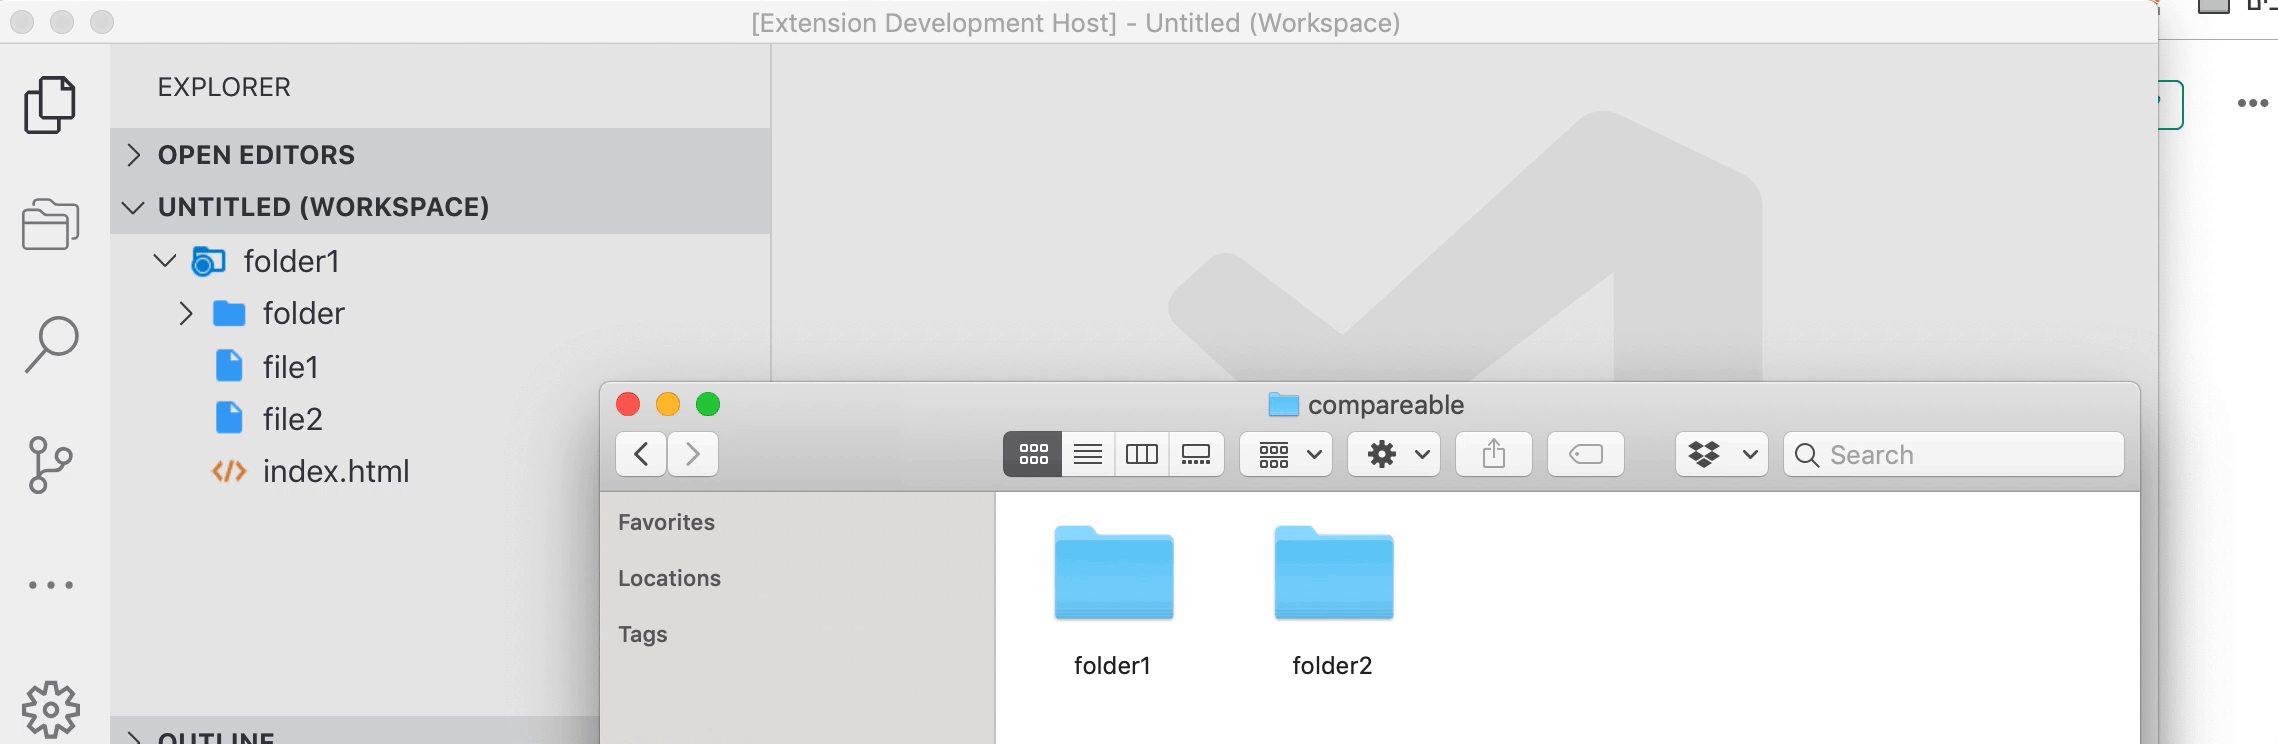 [Extension Development Host] - Untitled (Workspace)
EXPLORER
OPEN EDITORS
UNTITLED (WORKSPACE)
folder1
folder
file1
file2
index.html
OUTLINE
compareable
Search
Favorites
Locations
Tags
folder1
folder2